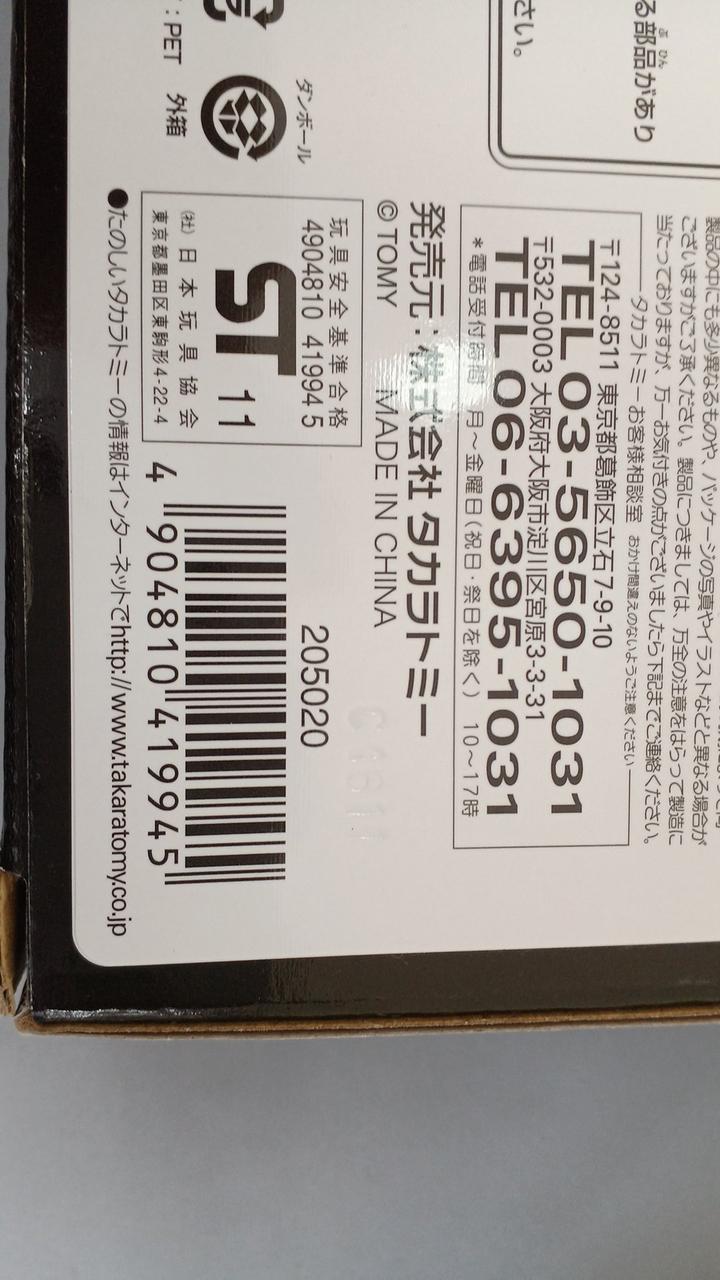 る部品があり
ぶひん
さい。
製品の中にも多少異なるものや、パッケージの写真やイラストなどと異なる場合が
ございますがご了承ください。製品につきましては、万全の注意をはらって製造に
当たっておりますが、万一お気付きの点がございましたら下記までご連絡ください。
タカラトミーお客様相談室 おかけ間違えのないようご注意ください
〒124-8511 東京都葛飾区立石7-9-10
TEL 03-5650-1031
〒532-0003 大阪府大阪市淀川区宮原3-3-31
TEL 06-6395-1031
*電話受付時間 月〜金曜日(祝日・祭日を除く) 10〜17時
発売元:株式会社タカラトミー
©TOMY MADE IN CHINA
ダンボール
: PET 外箱
玩具安全基準合格
4904810 41994 5
ST 11
(社)日本玩具協会
東京都墨田区東駒形4-22-4
205020
4 904810 419945
●たのしいタカラトミーの情報はインターネットでhttp://www.takaratomy.co.jp